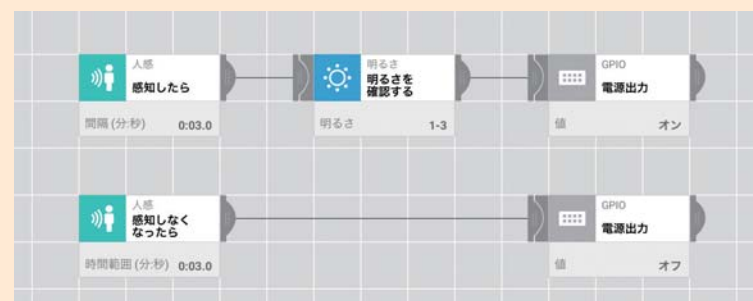 人感
感知したら
間隔 (分:秒) 0:03.0
明るさ
明るさを
確認する
明るさ 1-3
GPIO
電源出力
値 オン
人感
感知しなく
なったら
時間範囲 (分:秒) 0:03.0
GPIO
電源出力
値 オフ